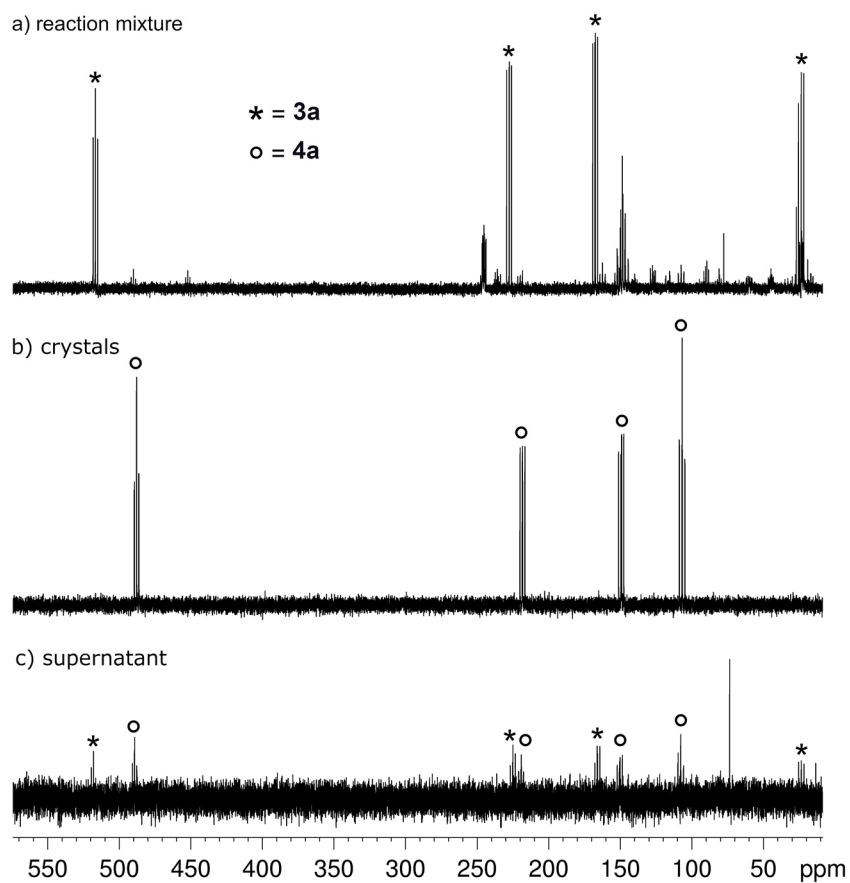 a) reaction mixture
*
*
*
*
* = 3a
o = 4a
b) crystals
o
o
o
o
c) supernatant
*
o
*
o
*
o
o
*
550 500 450 400 350 300 250 200 150 100 50 ppm